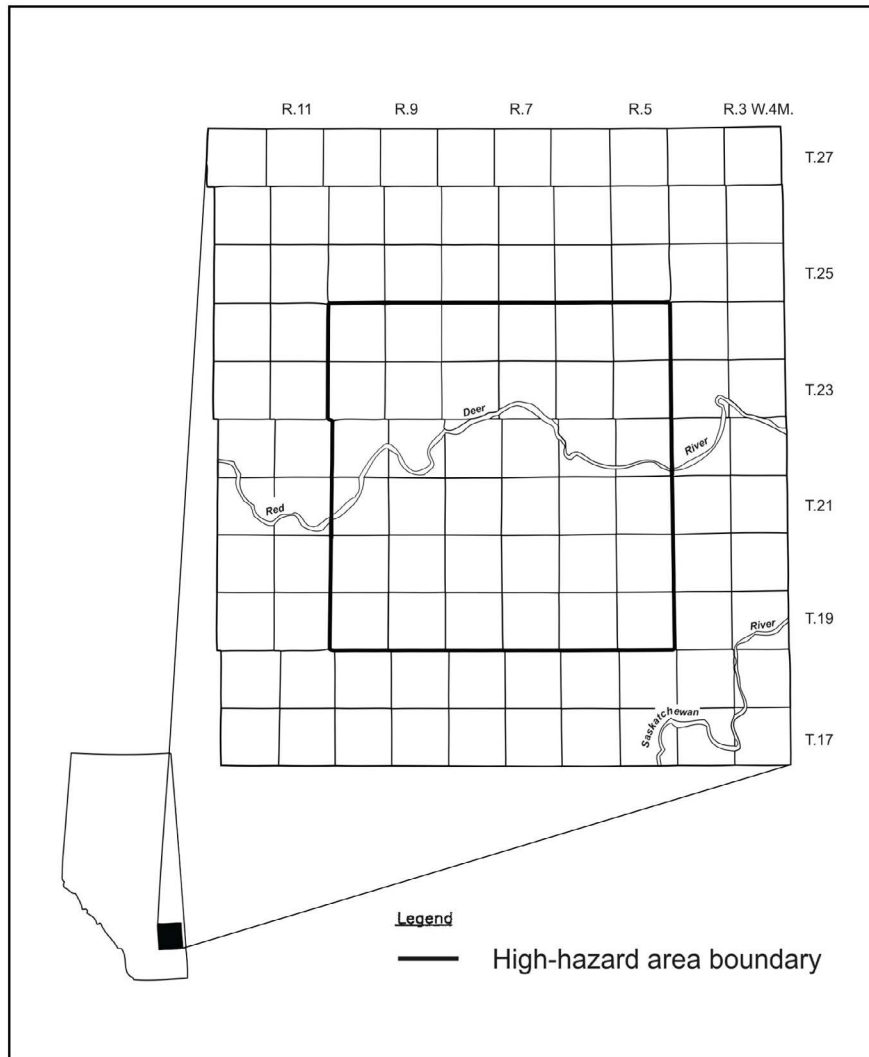 R.11 R.9 R.7 R.5 R.3 W.4M.
T.27
T.25
T.23
Deer
River
Red
T.21
T.19
River
Saskatchewan
T.17
Legend
High-hazard area boundary